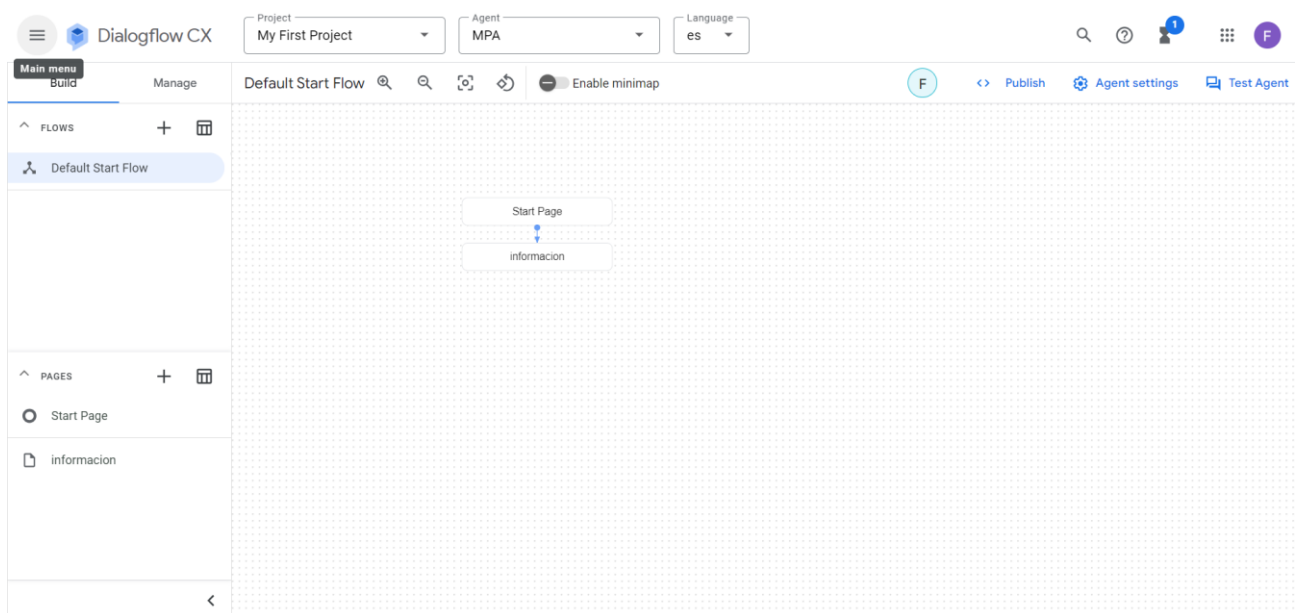 Dialogflow CX
Project
My First Project
Agent
MPA
Language
es
1
F
Main menu
Build
Manage
Default Start Flow
Enable minimap
F
Publish
Agent settings
Test Agent
FLOWS
Default Start Flow
Start Page
informacion
PAGES
Start Page
informacion